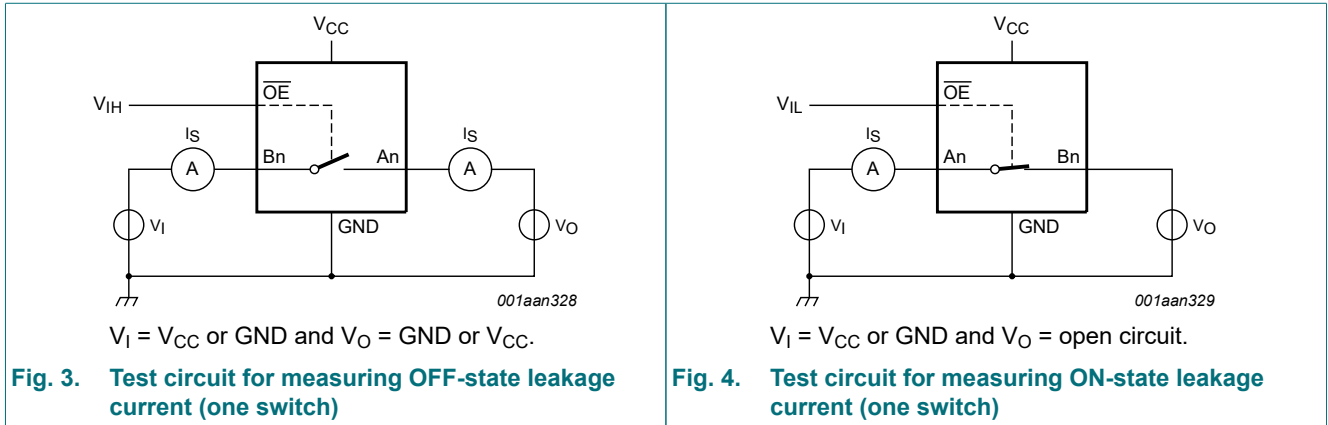 VCC
OE
VIH
IS
IS
A
Bn
An
A
VI
GND
VO
001aan328
VI = VCC or GND and VO = GND or VCC.
Fig. 3. Test circuit for measuring OFF-state leakage
current (one switch)
VCC
OE
VIL
IS
A
An
Bn
VI
GND
VO
001aan329
VI = VCC or GND and VO = open circuit.
Fig. 4. Test circuit for measuring ON-state leakage
current (one switch)